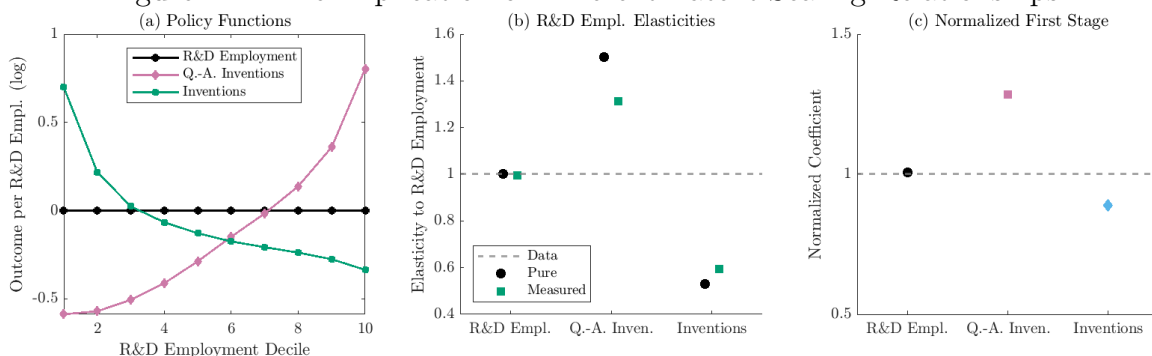 (a) Policy Functions
Outcome per R&D Empl. (log)
1
0.5
0
-0.5
R&D Employment
Q.-A. Inventions
Inventions
2
4
6
8
10
R&D Employment Decile
(b) R&D Empl. Elasticities
Elasticity to R&D Employment
1.6
1.4
1.2
1
0.8
0.6
0.4
Data
Pure
Measured
R&D Empl.
Q.-A. Inven.
Inventions
(c) Normalized First Stage
Normalized Coefficient
1.5
1
0.5
R&D Empl.
Q.-A. Inven.
Inventions